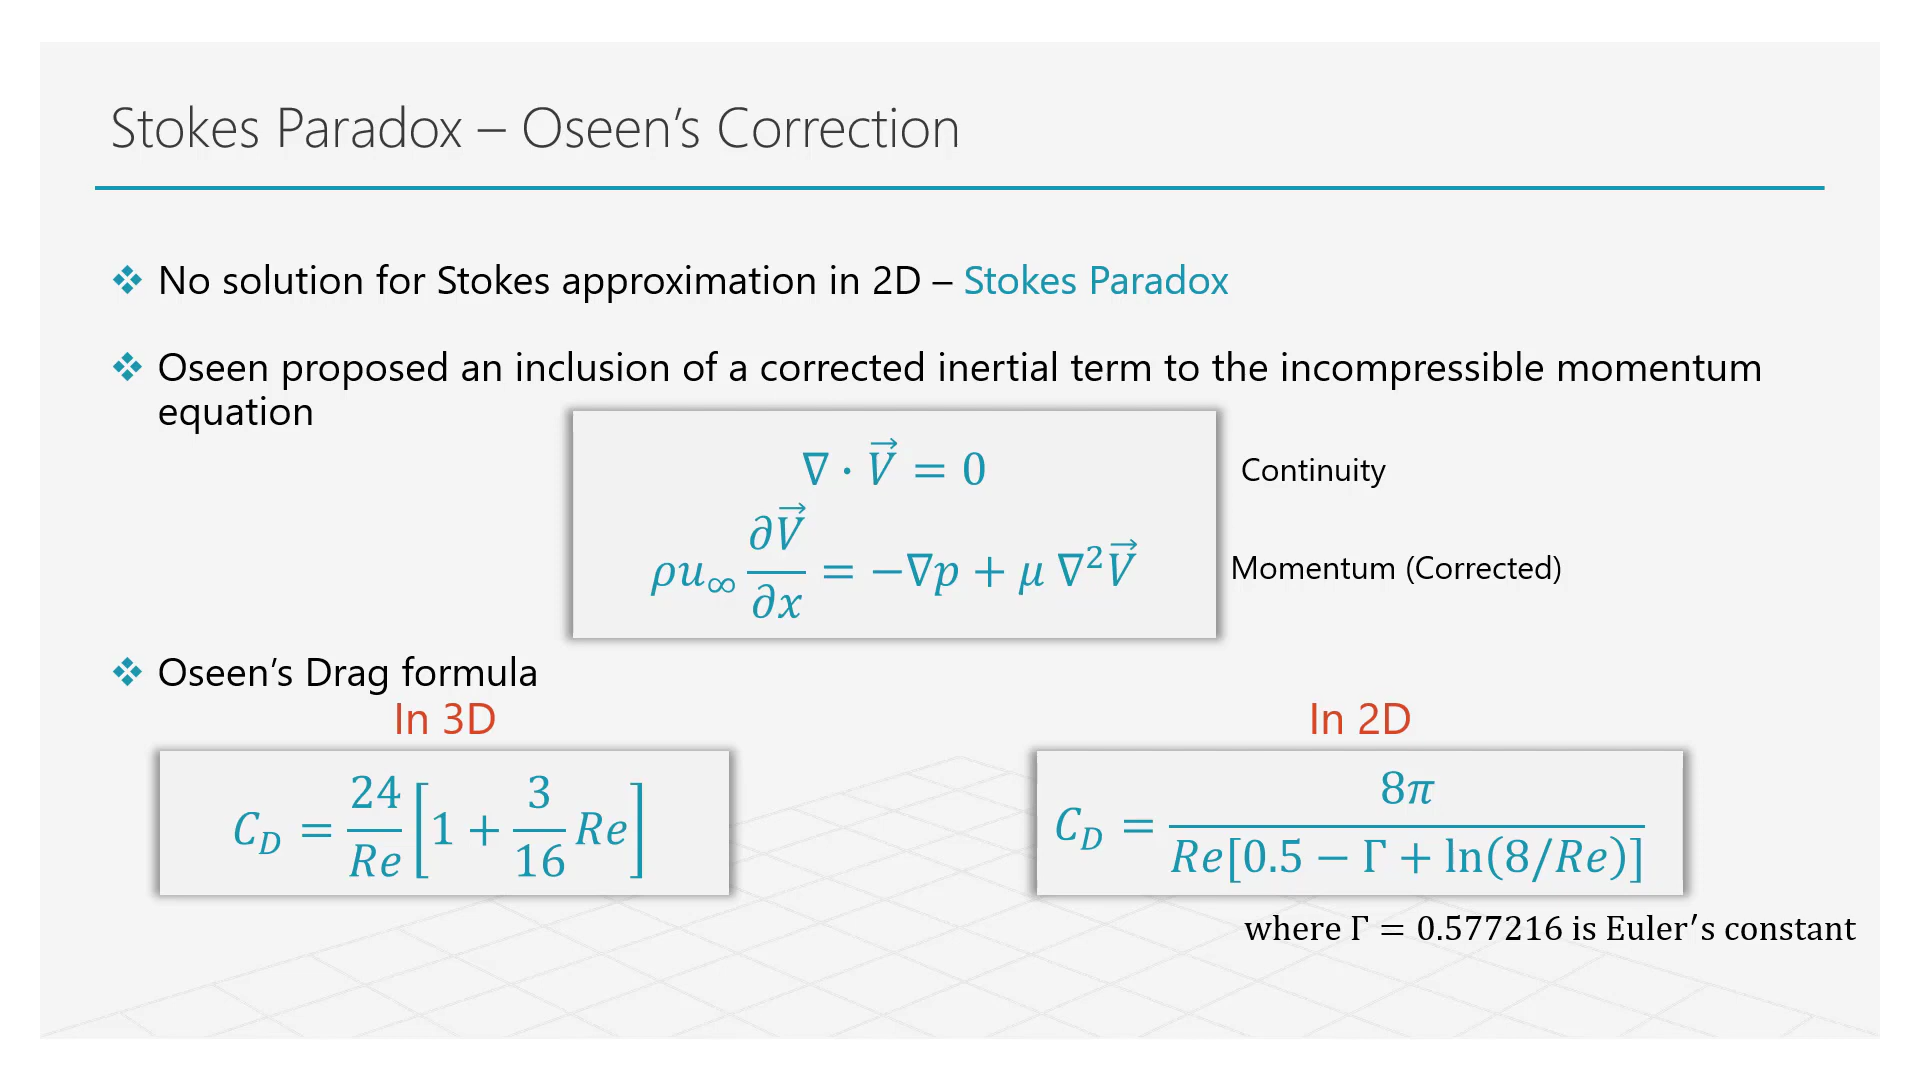 Stokes Paradox – Oseen’s Correction
❖ No solution for Stokes approximation in 2D – Stokes Paradox
❖ Oseen proposed an inclusion of a corrected inertial term to the incompressible momentum
equation
∇ · V⃗ = 0
Continuity
ρu∞ ∂V⃗/∂x = −∇p + μ ∇²V⃗
Momentum (Corrected)
❖ Oseen’s Drag formula
In 3D
In 2D
C_D = 24/Re [1 + 3/16 Re]
C_D = 8π / Re[0.5 − Γ + ln(8/Re)]
where Γ = 0.577216 is Euler′s constant